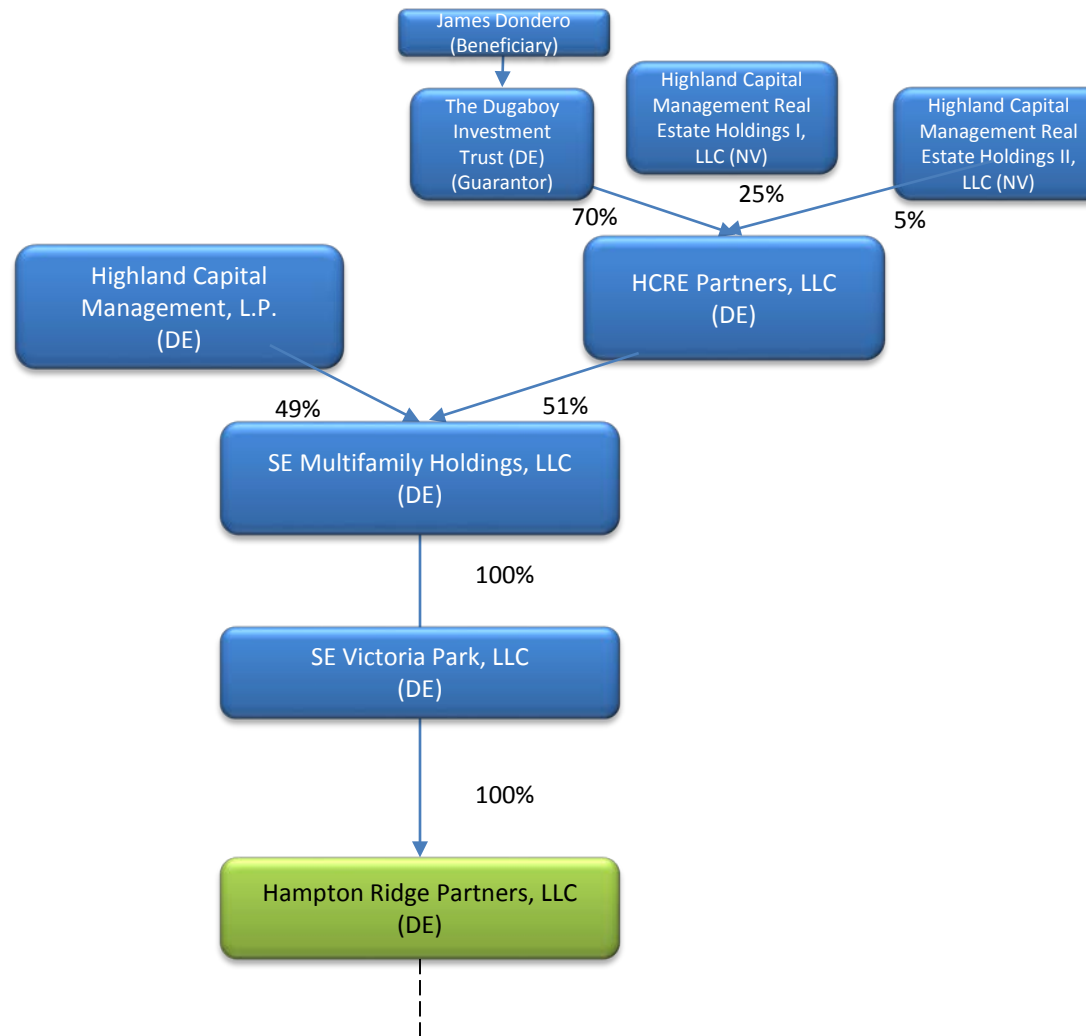 James Dondero
(Beneficiary)
The Dugaboy
Investment
Trust (DE)
(Guarantor)
Highland Capital
Management Real
Estate Holdings I,
LLC (NV)
Highland Capital
Management Real
Estate Holdings II,
LLC (NV)
70%
25%
5%
Highland Capital
Management, L.P.
(DE)
HCRE Partners, LLC
(DE)
49%
51%
SE Multifamily Holdings, LLC
(DE)
100%
SE Victoria Park, LLC
(DE)
100%
Hampton Ridge Partners, LLC
(DE)